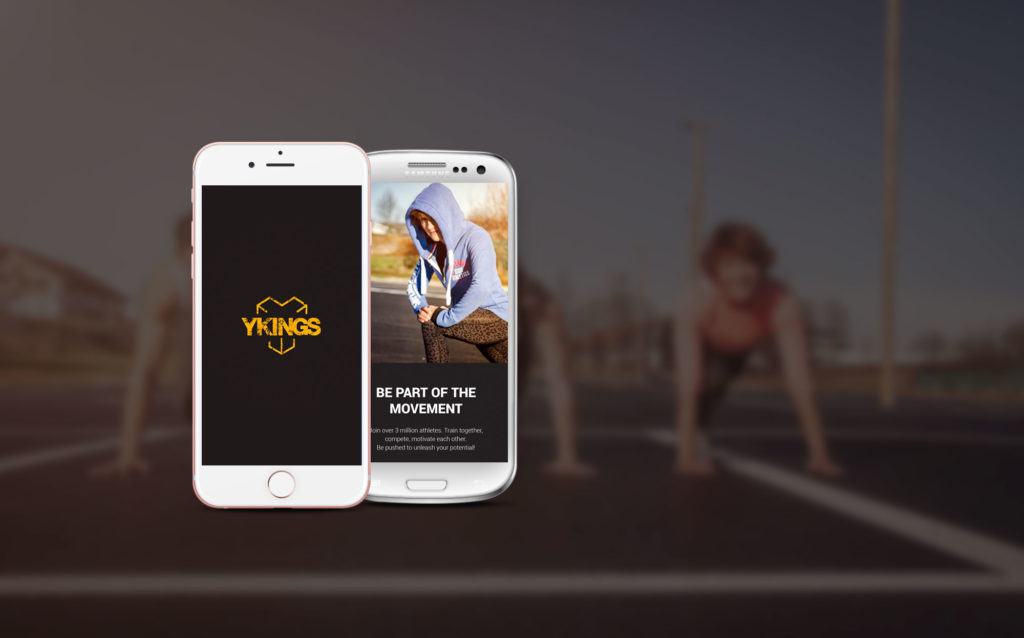 YKINGS
SAMSUNG
BE PART OF THE
MOVEMENT
Join over 3 million athletes. Train together,
compete, motivate each other.
Be pushed to unleash your potential!